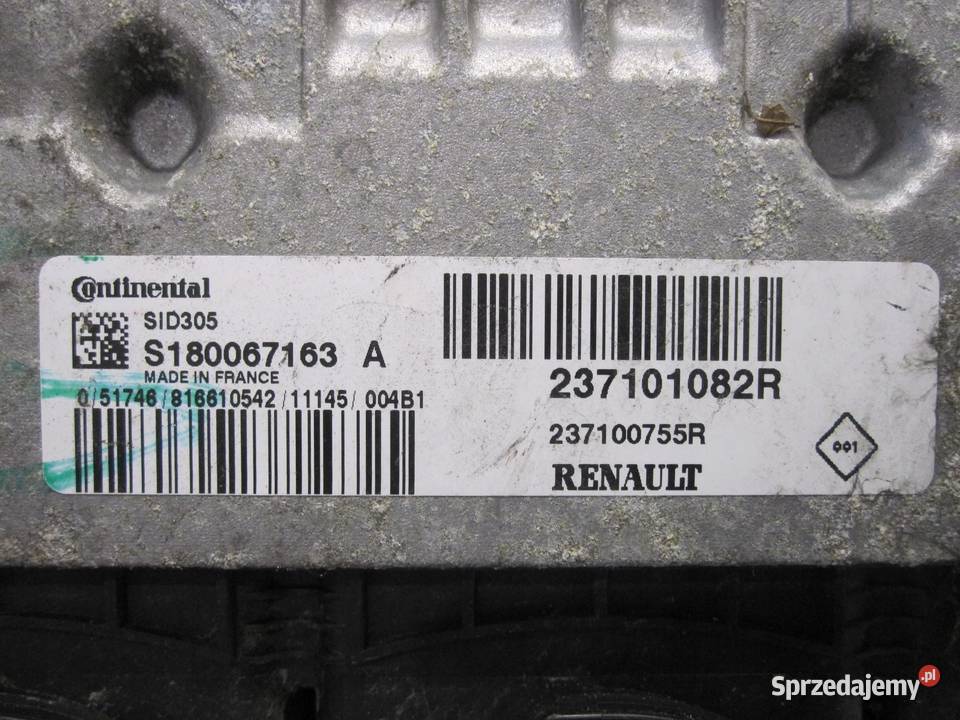 Continental
SID305
S180067163 A
MADE IN FRANCE
0/51746/816610542/11145/004B1
237101082R
237100755R
RENAULT
001
Sprzedajemy.pl